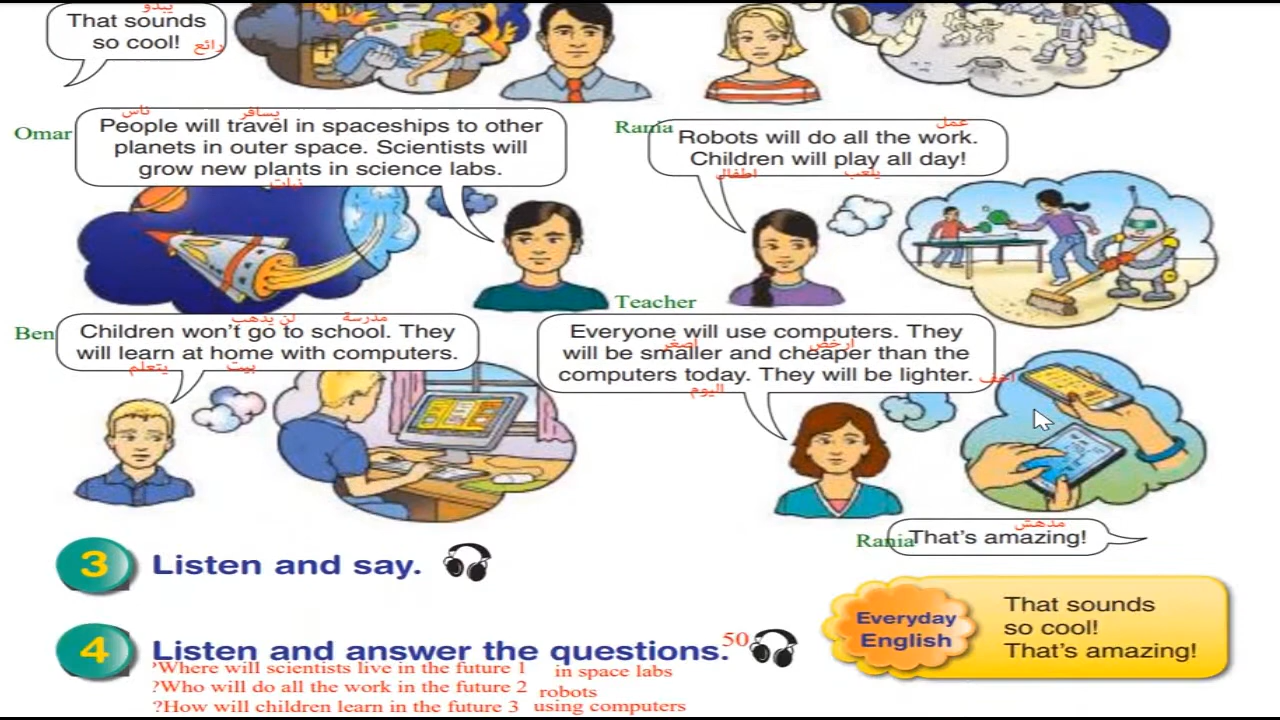 يبدو
That sounds
so cool!
رائع
Omar
ناس
يسافر
People will travel in spaceships to other
planets in outer space. Scientists will
grow new plants in science labs.
نبات
Rania
عمل
Robots will do all the work.
Children will play all day!
اطفال
يلعب
Ben
لن يذهب
مدرسة
Children won't go to school. They
will learn at home with computers.
يتعلم
بيت
Teacher
Everyone will use computers. They
اصغر
ارخص
will be smaller and cheaper than the
computers today. They will be lighter.
اخف
اليوم
مدهش
Rania
That's amazing!
3 Listen and say.
4 Listen and answer the questions.
50
?Where will scientists live in the future 1 in space labs
?Who will do all the work in the future 2 robots
?How will children learn in the future 3 using computers
Everyday
English
That sounds
so cool!
That's amazing!